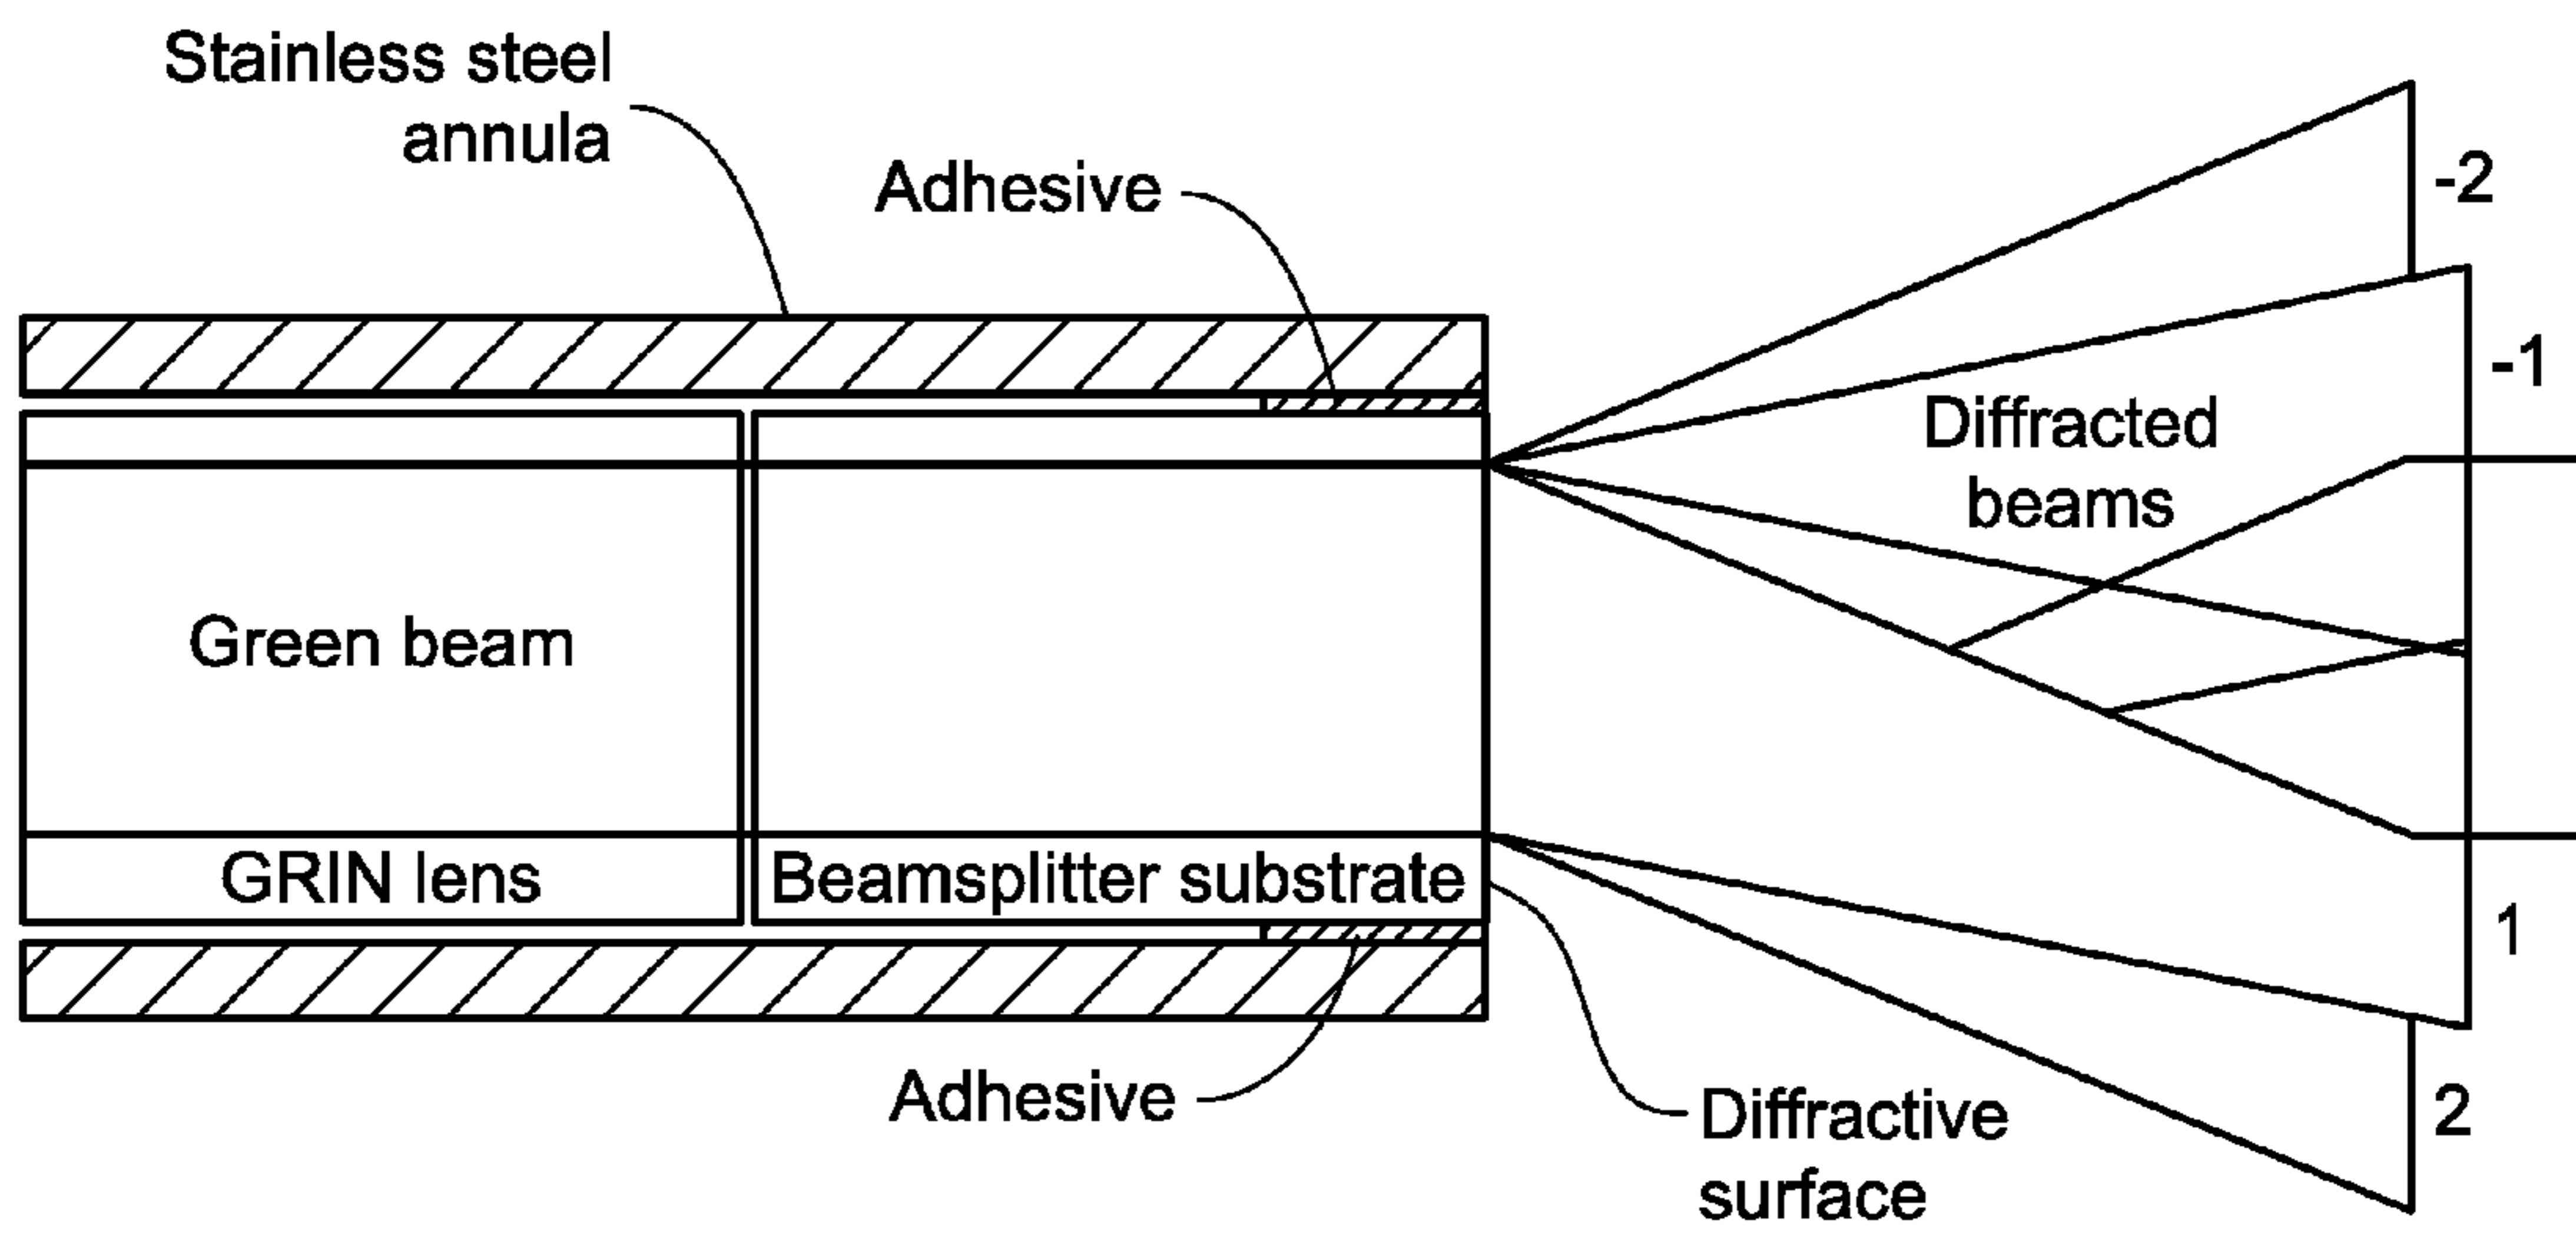 Stainless steel
annula
Adhesive
-2
-1
Diffracted
beams
Green beam
GRIN lens
Beamsplitter substrate
1
Adhesive
2
Diffractive
surface